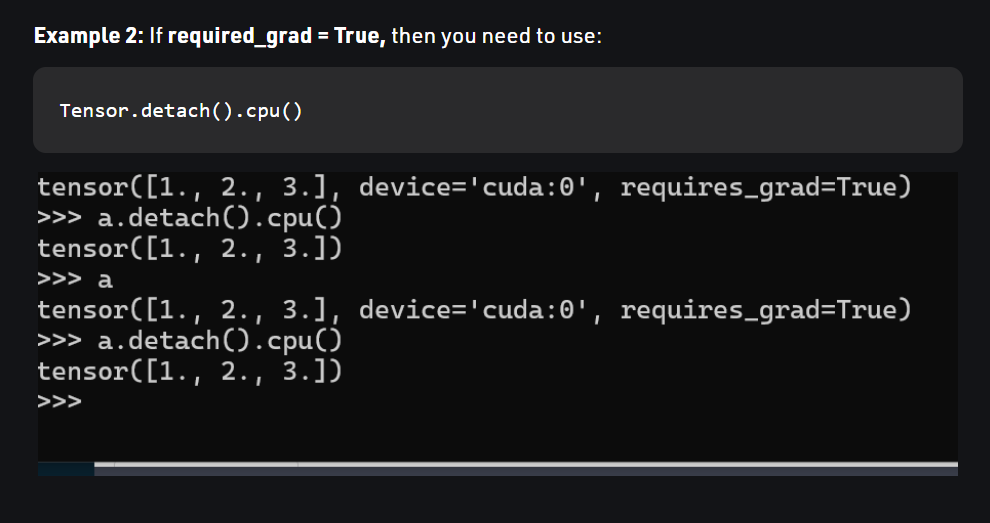 Example 2: If required_grad = True, then you need to use:
Tensor.detach().cpu()
tensor([1., 2., 3.], device='cuda:0', requires_grad=True)
>>> a.detach().cpu()
tensor([1., 2., 3.])
>>> a
tensor([1., 2., 3.], device='cuda:0', requires_grad=True)
>>> a.detach().cpu()
tensor([1., 2., 3.])
>>>